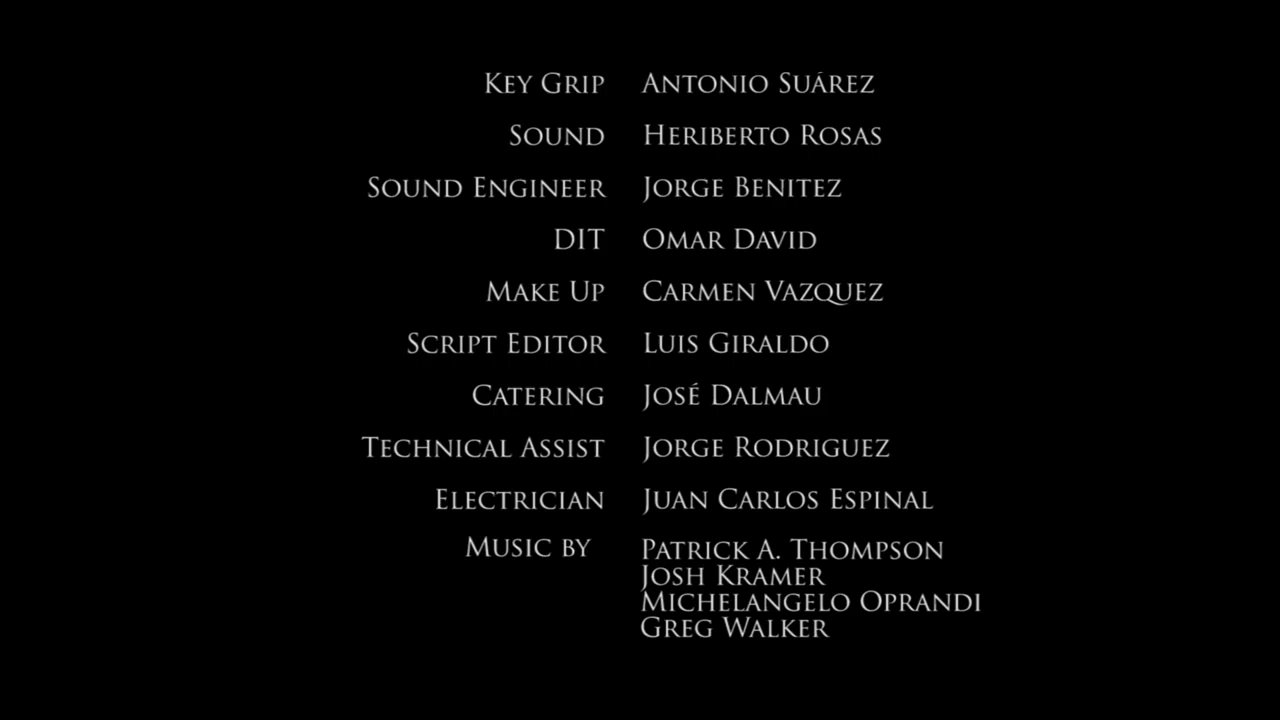 Key Grip Antonio Suárez
Sound Heriberto Rosas
Sound Engineer Jorge Benitez
DIT Omar David
Make Up Carmen Vazquez
Script Editor Luis Giraldo
Catering José Dalmau
Technical Assist Jorge Rodriguez
Electrician Juan Carlos Espinal
Music by Patrick A. Thompson
Josh Kramer
Michelangelo Oprandi
Greg Walker